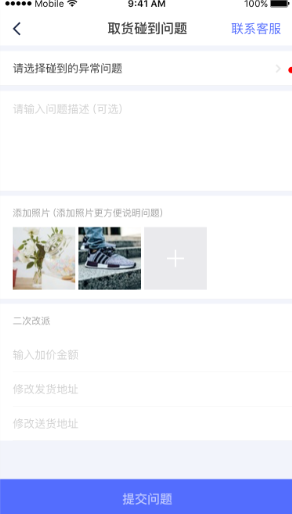 Mobile 9:41 AM 100%
取货碰到问题 联系客服
请选择碰到的异常问题
请输入问题描述 (可选)
添加照片 (添加照片更方便说明问题)
二次改派
输入加价金额
修改发货地址
修改送货地址
提交问题